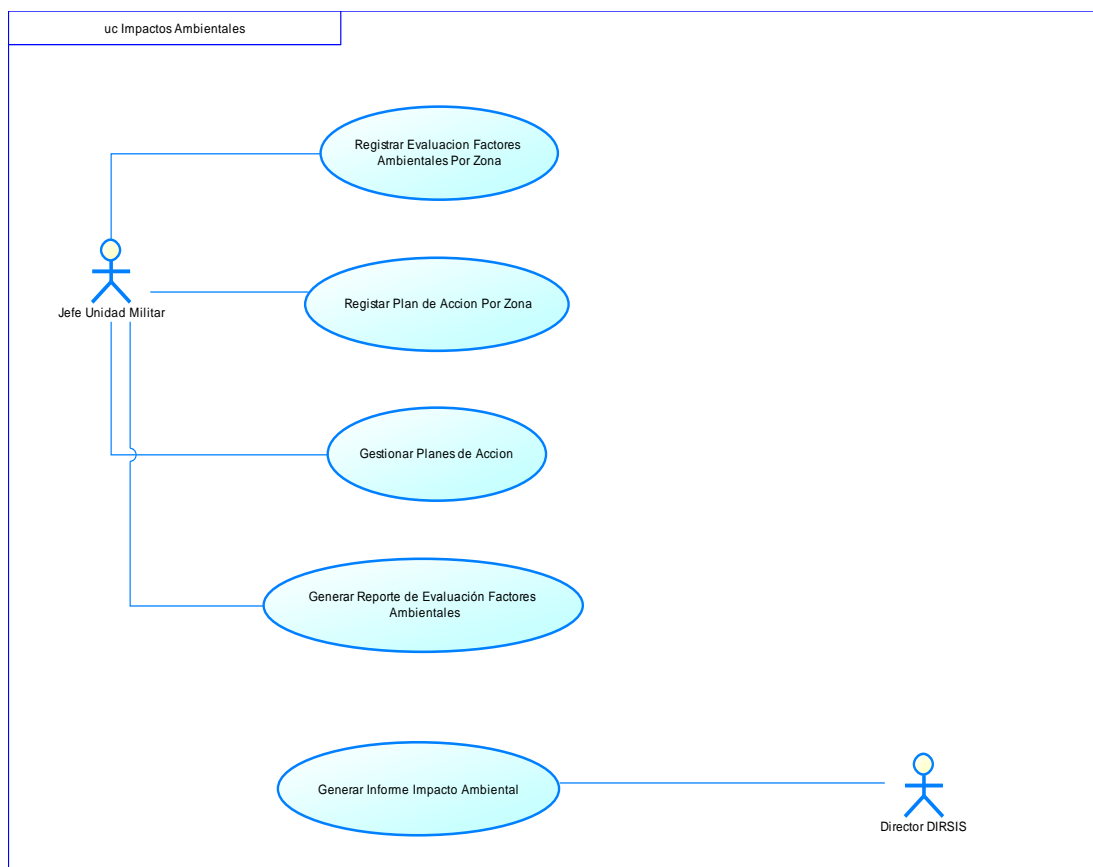 uc Impactos Ambientales
Registrar Evaluacion Factores
Ambientales Por Zona
Jefe Unidad Militar
Registar Plan de Accion Por Zona
Gestionar Planes de Accion
Generar Reporte de Evaluación Factores
Ambientales
Generar Informe Impacto Ambiental
Director DIRSIS